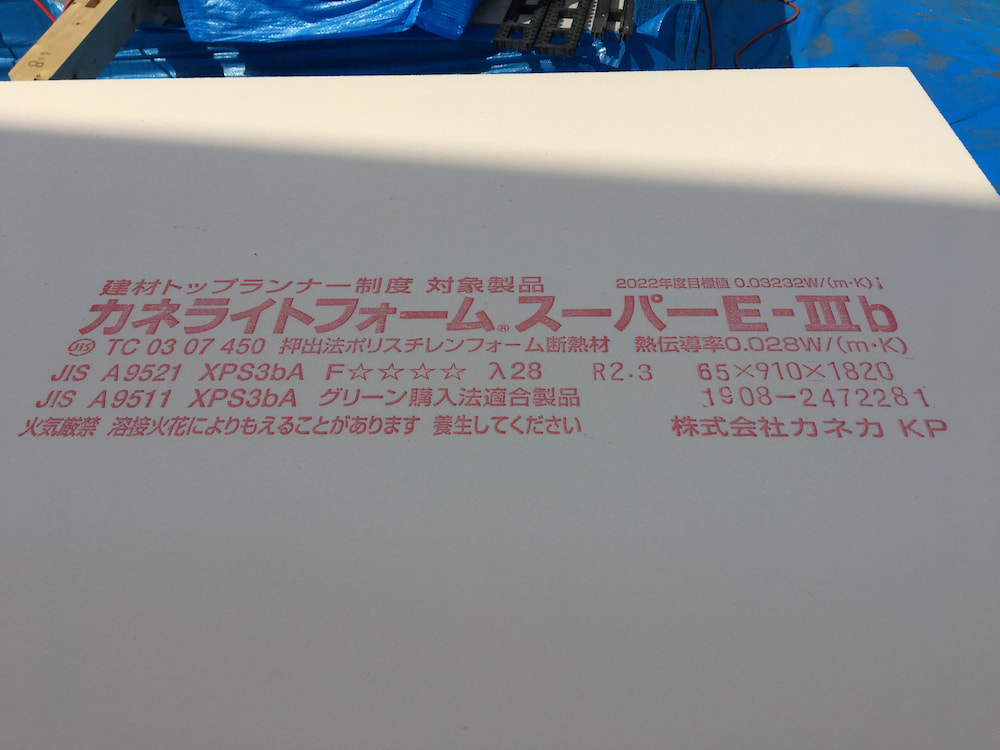 建材トップランナー制度 対象製品 2022年度目標値 0.03232W/(m・K)
カネライトフォーム®スーパーE-Ⅲb
JIS TC 03 07 450 押出法ポリスチレンフォーム断熱材 熱伝導率0.028W/(m・K)
JIS A9521 XPS3bA F☆☆☆☆ λ28 R2.3 65×910×1820
JIS A9511 XPS3bA グリーン購入法適合製品 1908-2472281
火気厳禁 溶接火花によりもえることがあります 養生してください 株式会社カネカ KP